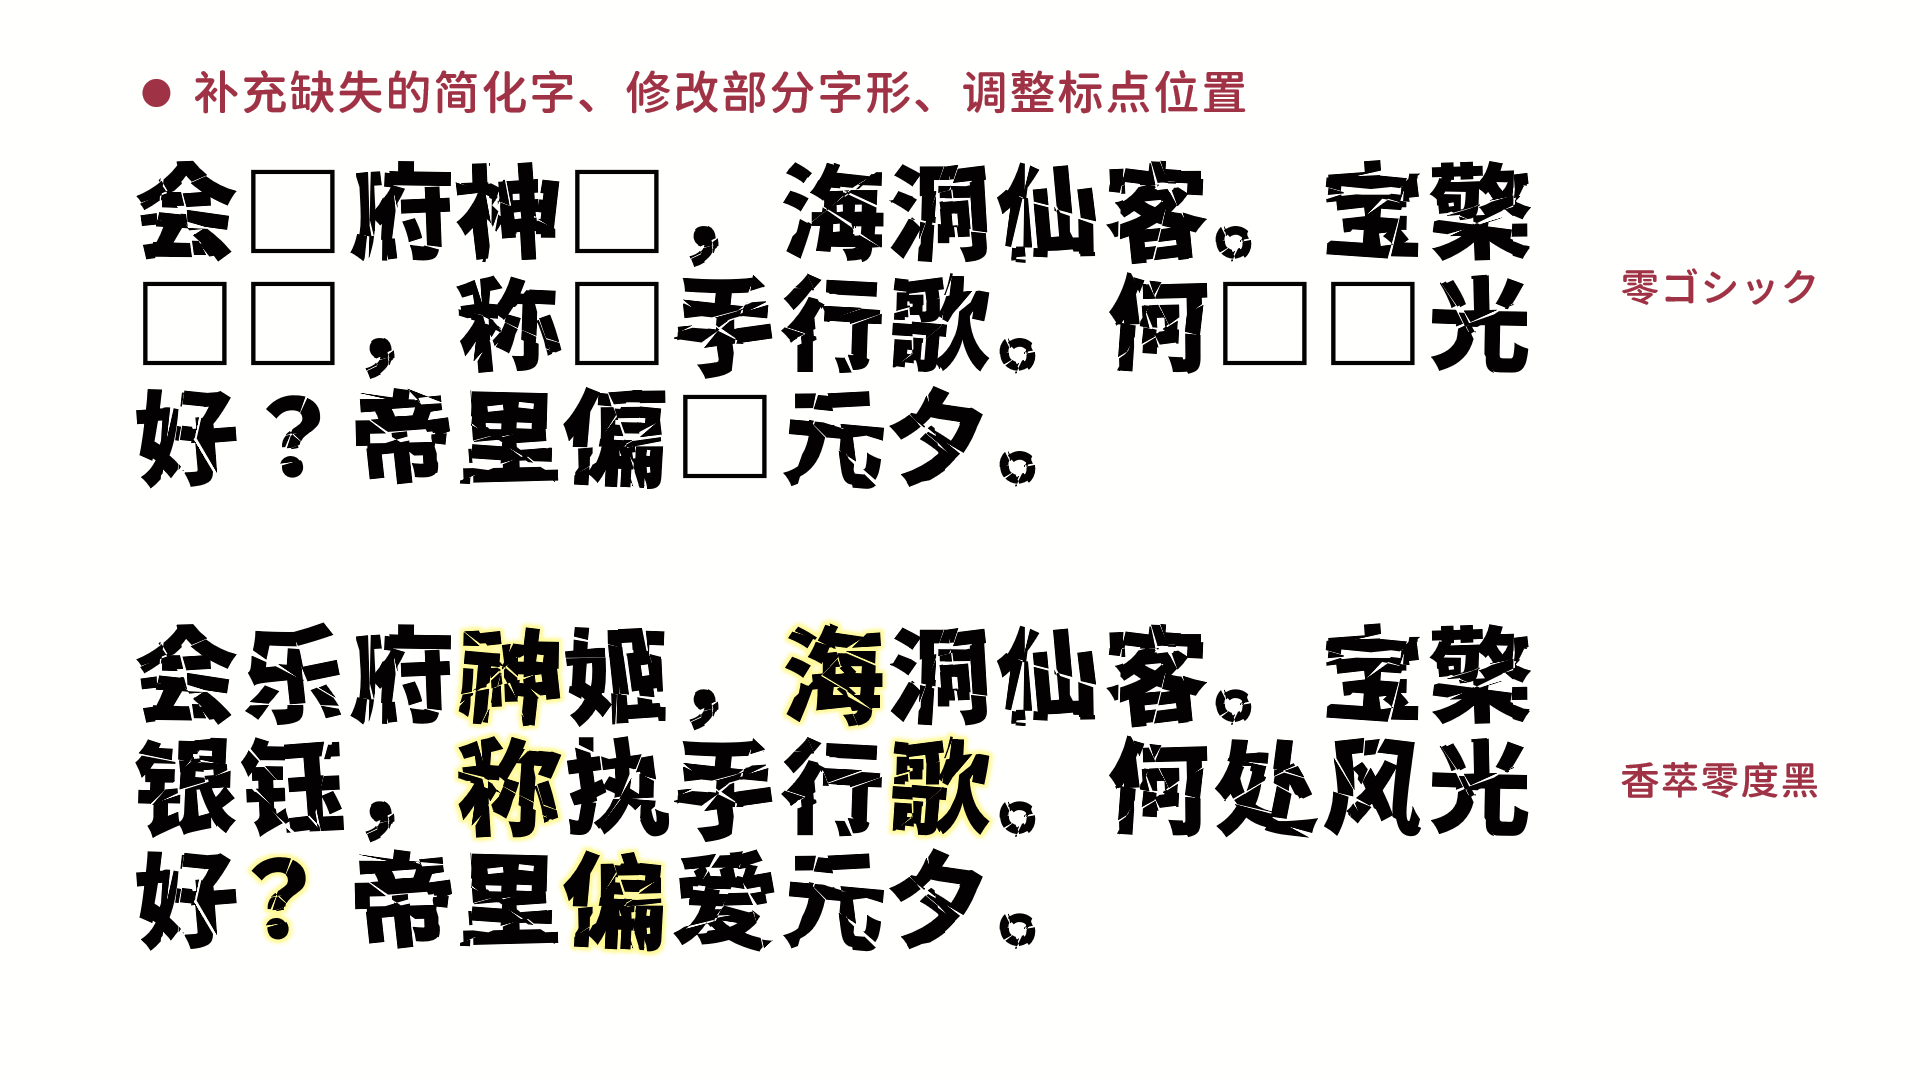 ● 补充缺失的简化字、修改部分字形、调整标点位置
会□府神□，海洞仙客。宝檠
□□，称□手行歌。何□□光
好？帝里偏□元夕。
零ゴシック
会乐府神姬，海洞仙客。宝檠
银钰，称执手行歌。何处风光
好？帝里偏爱元夕。
香萃零度黑